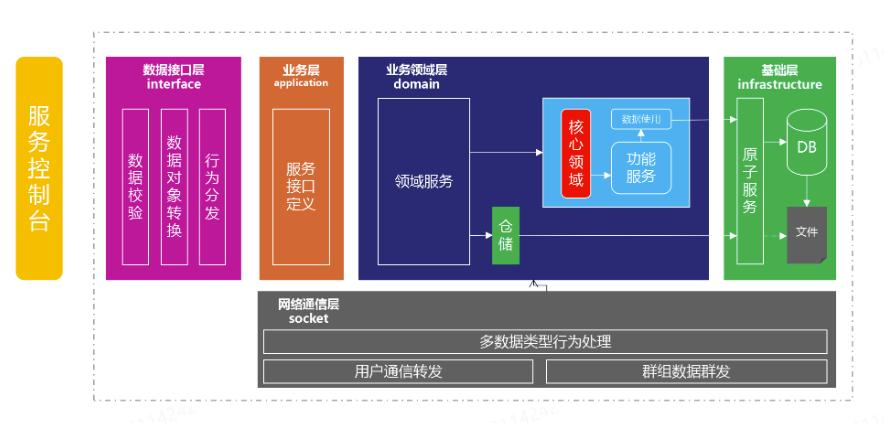 服务控制台
数据接口层
interface
数据校验
数据对象转换
行为分发
业务层
application
服务
接口
定义
业务领域层
domain
领域服务
仓储
核心领域
数据使用
功能
服务
基础层
infrastructure
原子服务
DB
文件
网络通信层
socket
多数据类型行为处理
用户通信转发
群组数据群发